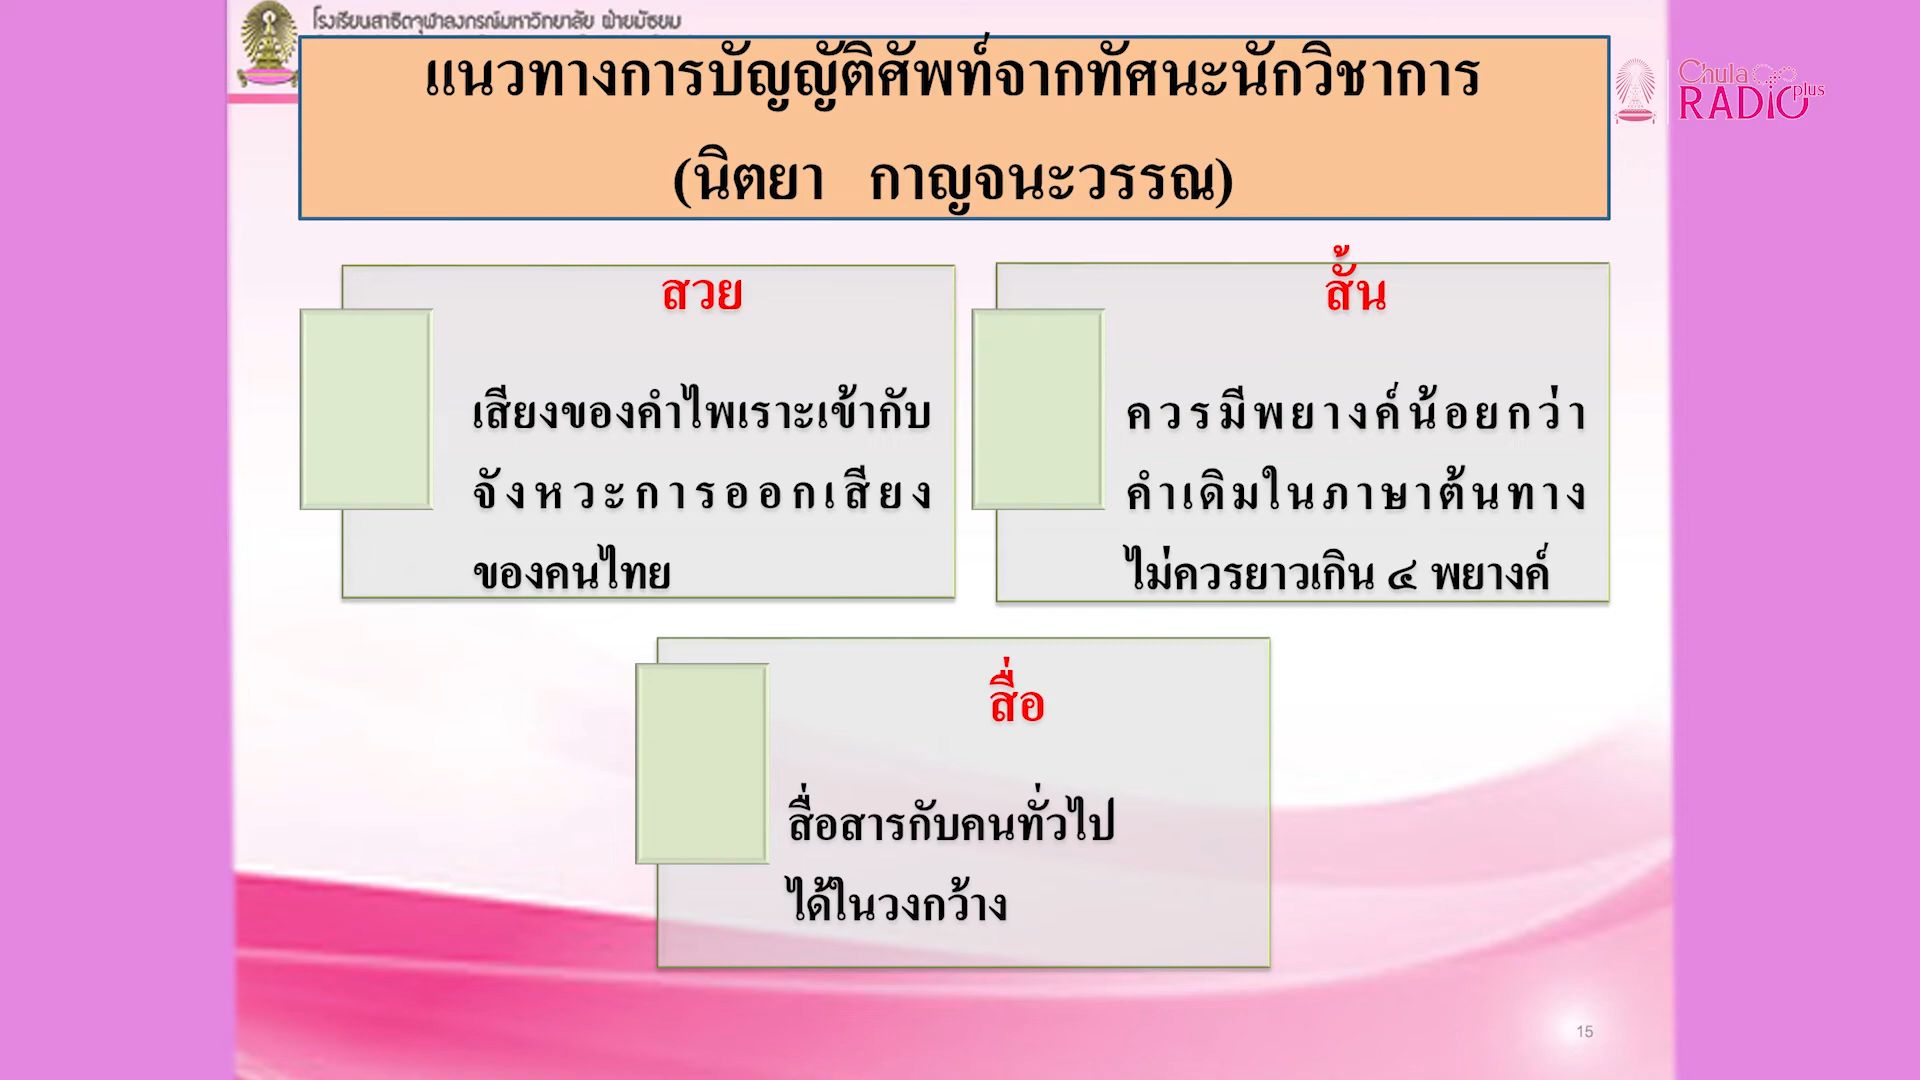 โรงเรียนสาธิตจุฬาลงกรณ์มหาวิทยาลัย ฝ่ายมัธยม
แนวทางการบัญญัติศัพท์จากทัศนะนักวิชาการ
(นิตยา กาญจนะวรรณ)
Chula
RADIO plus
สวย
เสียงของคำไพเราะเข้ากับ
จังหวะการออกเสียง
ของคนไทย
สั้น
ควรมีพยางค์น้อยกว่า
คำเดิมในภาษาต้นทาง
ไม่ควรยาวเกิน ๔ พยางค์
สื่อ
สื่อสารกับคนทั่วไป
ได้ในวงกว้าง
15